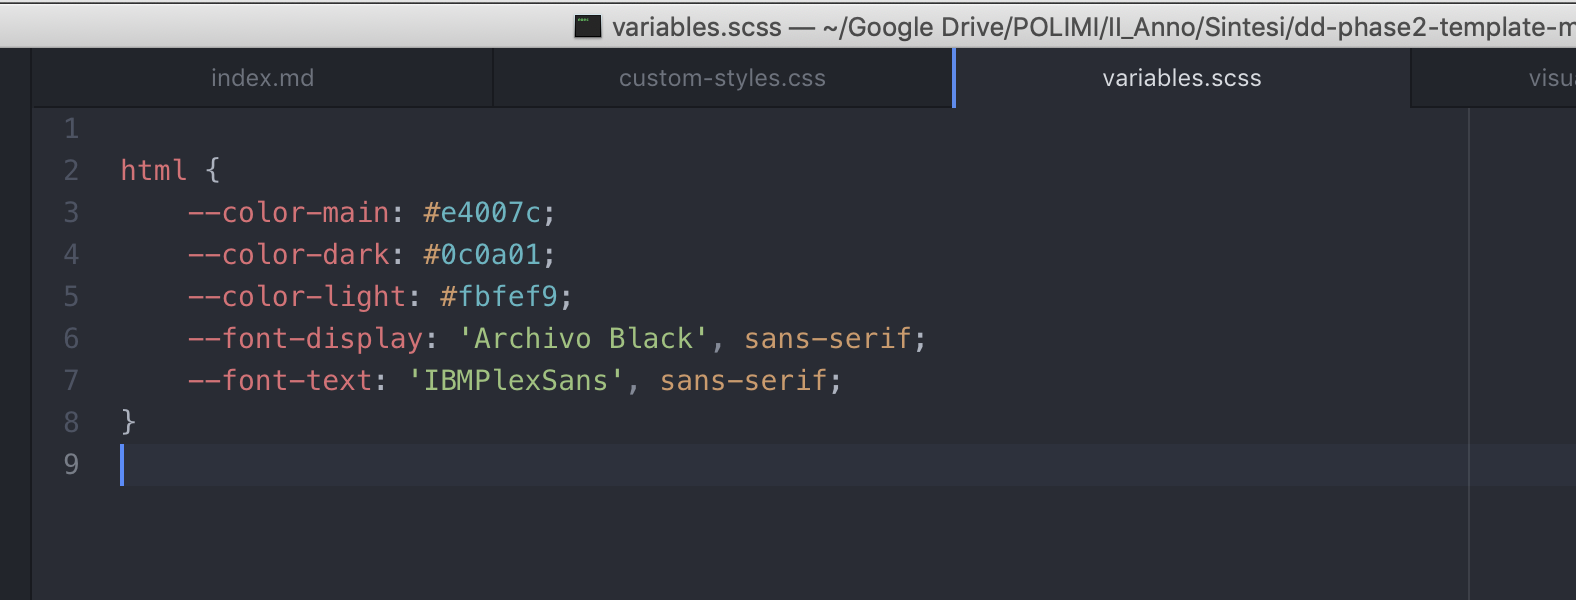 variables.scss — ~/Google Drive/POLIMI/II_Anno/Sintesi/dd-phase2-template-m
index.md custom-styles.css variables.scss visu
1
2 html {
3     --color-main: #e4007c;
4     --color-dark: #0c0a01;
5     --color-light: #fbfef9;
6     --font-display: 'Archivo Black', sans-serif;
7     --font-text: 'IBMPlexSans', sans-serif;
8 }
9